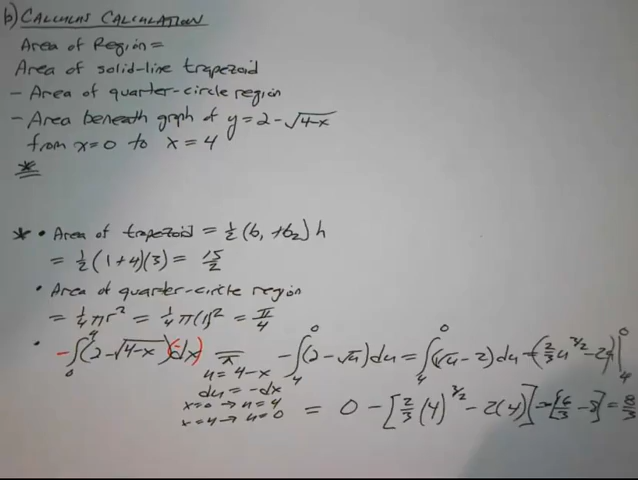 b) CALCULUS CALCULATION
Area of Region =
Area of solid-line trapezoid
- Area of quarter-circle region
- Area beneath graph of y = 2 - √(4-x)
from x=0 to x=4
*
* • Area of trapezoid = ½(b₁+b₂)h
= ½(1+4)(3) = 15/2
• Area of quarter-circle region
= ¼πr² = ¼π(1)² = π/4
• -∫₀⁴(2-√(4-x))(-)dx) = -∫₄⁰(2-√u)du = ∫₄⁰(√u-2)du = (⅔u^(3/2) - 2u)|₄⁰
u = 4-x
du = -dx
x=0 → u=4
x=4 → u=0
= 0 - [⅔(4)^(3/2) - 2(4)] = -[16/3 - 8] = 8/3